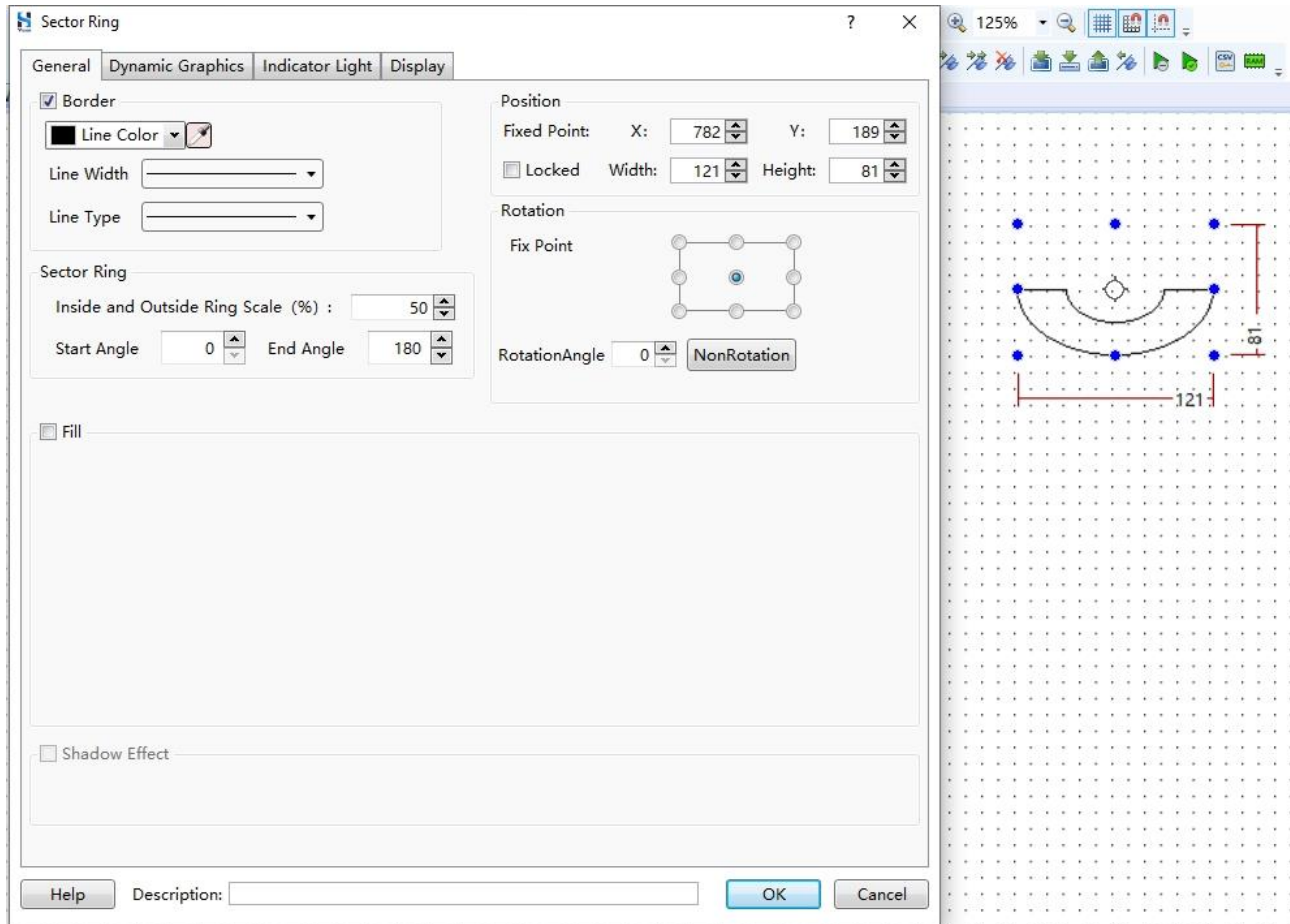 Sector Ring
?
125%
General
Dynamic Graphics
Indicator Light
Display
CSV
RAM
Border
Line Color
Line Width
Line Type
Position
Fixed Point: X: 782 Y: 189
Locked Width: 121 Height: 81
Rotation
Fix Point
RotationAngle 0 NonRotation
Sector Ring
Inside and Outside Ring Scale (%) : 50
Start Angle 0 End Angle 180
Fill
Shadow Effect
Help Description: OK Cancel
81
121